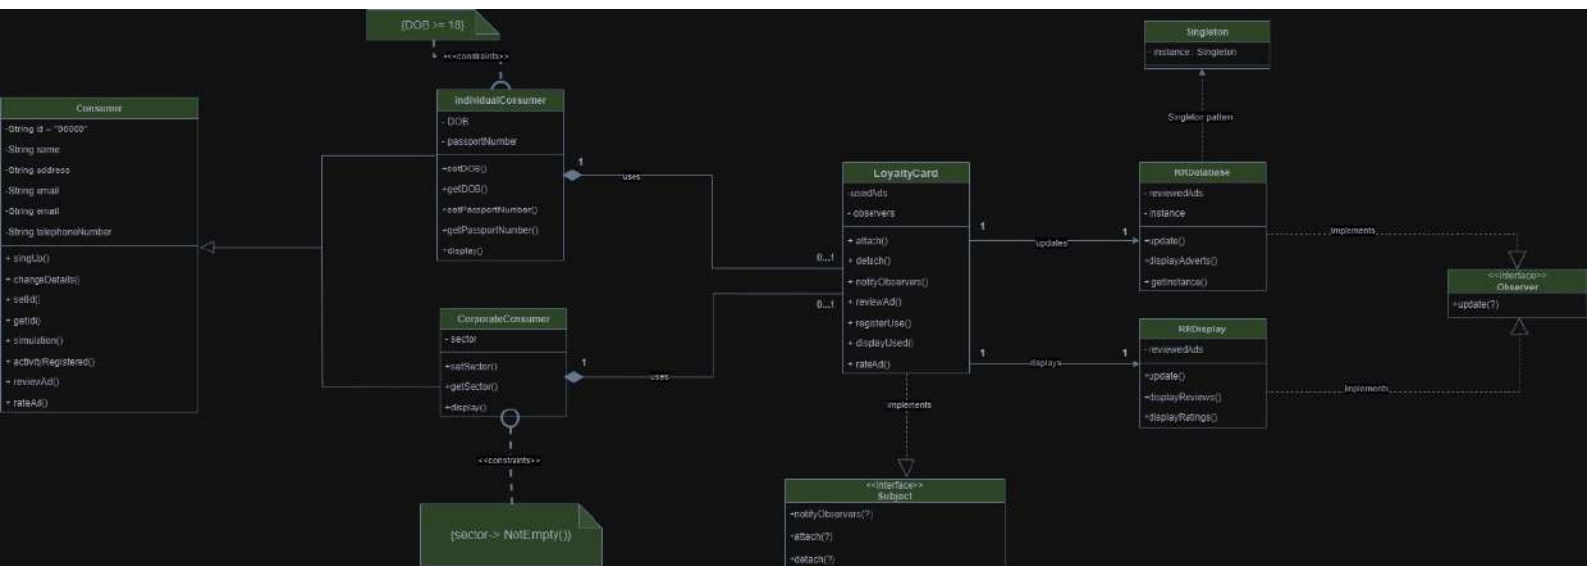 {DOB >= 18}
<<constraints>>
Consumer
-String id = "00000"
-String name
-String address
-String email
-String email
-String telephoneNumber
+ singUp()
+ changeDetails()
+ setId()
+ getId()
+ simulation()
+ activityRegistered()
+ reviewAd()
+ rateAd()
IndividualConsumer
- DOB
- passportNumber
+setDOB()
+getDOB()
+setPassportNumber()
+getPassportNumber()
+display()
1
uses
0...1
CorporateConsumer
- sector
+setSector()
+getSector()
+display()
1
uses
0...1
<<constraints>>
{sector-> NotEmpty()}
LoyaltyCard
-usedAds
- observers
+ attach()
+ detach()
+ notifyObservers()
+ reviewAd()
+ registerUse()
+ displayUsed()
+ rateAd()
implements
<<interface>>
Subject
+notifyObservers(?)
+attach(?)
+detach(?)
1
updates
1
1
displays
1
Singleton
- instance : Singleton
Singleton pattern
RRDatabase
- reviewedAds
- instance
+update()
+displayAdverts()
+ getInstance()
implements
RRDisplay
- reviewedAds
+update()
+displayReviews()
+displayRatings()
implements
<<interface>>
Observer
+update(?)